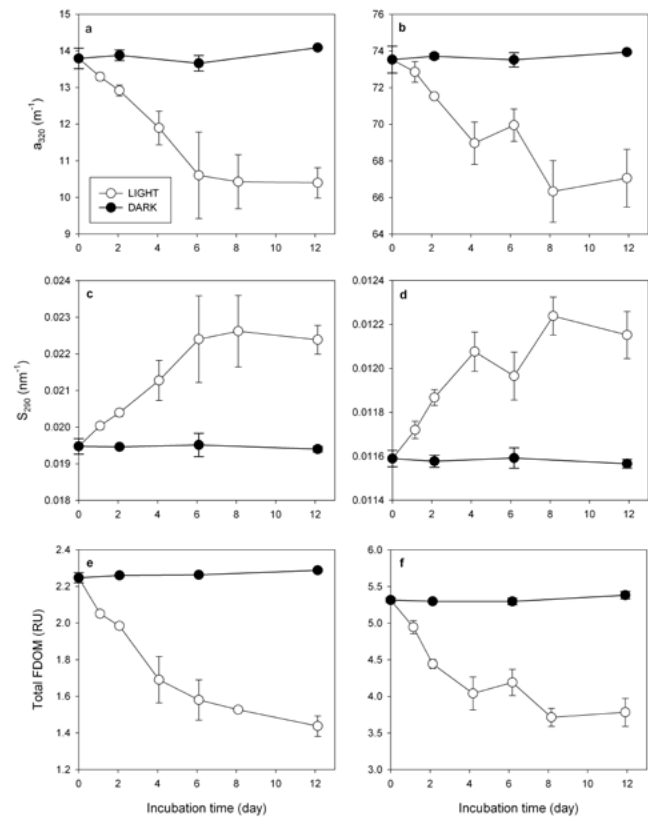 a
b
15
14
13
12
11
10
9
a320 (m-1)
LIGHT
DARK
0 2 4 6 8 10 12
76
74
72
70
68
66
64
0 2 4 6 8 10 12
c
d
0.024
0.023
0.022
0.021
0.020
0.019
0.018
S290 (nm-1)
0 2 4 6 8 10 12
0.0124
0.0122
0.0120
0.0118
0.0116
0.0114
0 2 4 6 8 10 12
e
f
2.4
2.2
2.0
1.8
1.6
1.4
1.2
Total FDOM (RU)
0 2 4 6 8 10 12
Incubation time (day)
6.0
5.5
5.0
4.5
4.0
3.5
3.0
0 2 4 6 8 10 12
Incubation time (day)